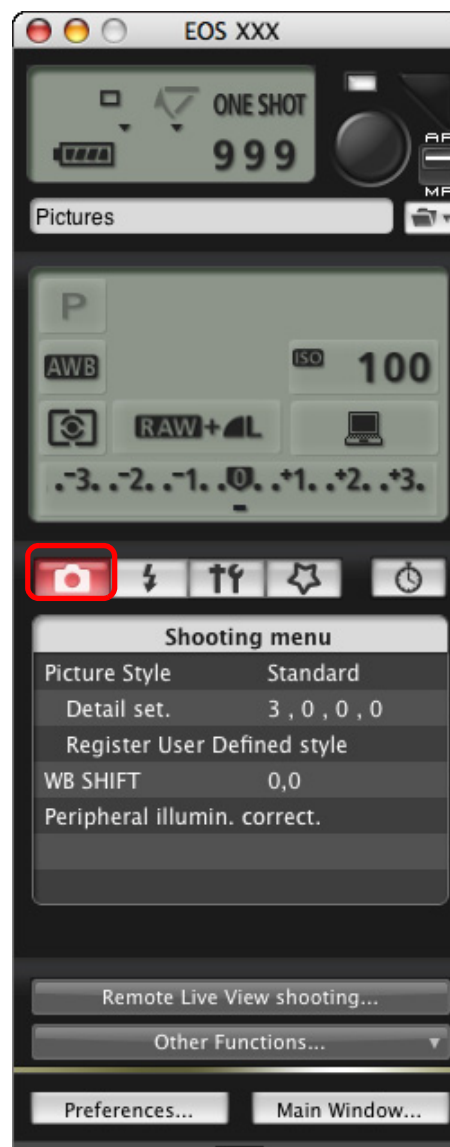 EOS XXX
ONE SHOT
999
AF
MF
Pictures
P
AWB
ISO 100
RAW+L
.-3. .-2. .-1. .0. .+1. .+2. .+3.
Shooting menu
Picture Style Standard
Detail set. 3 , 0 , 0 , 0
Register User Defined style
WB SHIFT 0,0
Peripheral illumin. correct.
Remote Live View shooting...
Other Functions...
Preferences... Main Window...